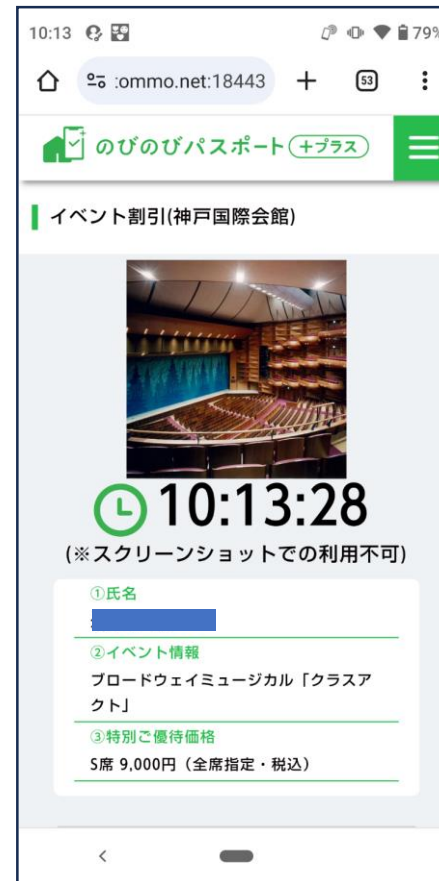 10:13 79%
:ommo.net:18443 53
のびのびパスポート +プラス
イベント割引(神戸国際会館)
10:13:28
(※スクリーンショットでの利用不可)
①氏名
②イベント情報
ブロードウェイミュージカル「クラスア
クト」
③特別ご優待価格
S席 9,000円(全席指定・税込)